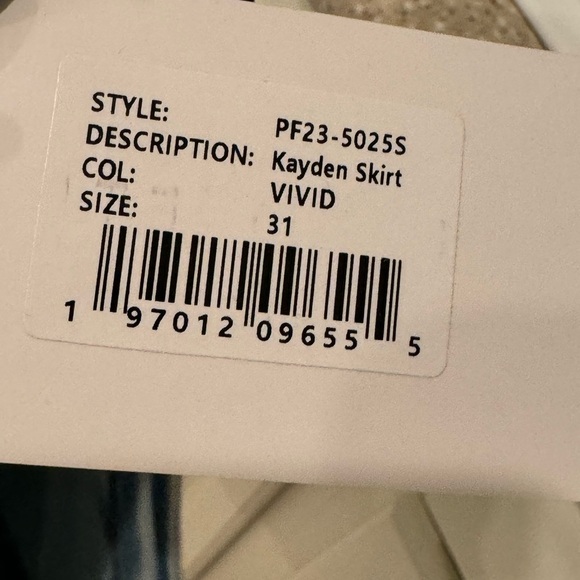 STYLE: PF23-5025S
DESCRIPTION: Kayden Skirt
COL: VIVID
SIZE: 31
1 97012 09655 5